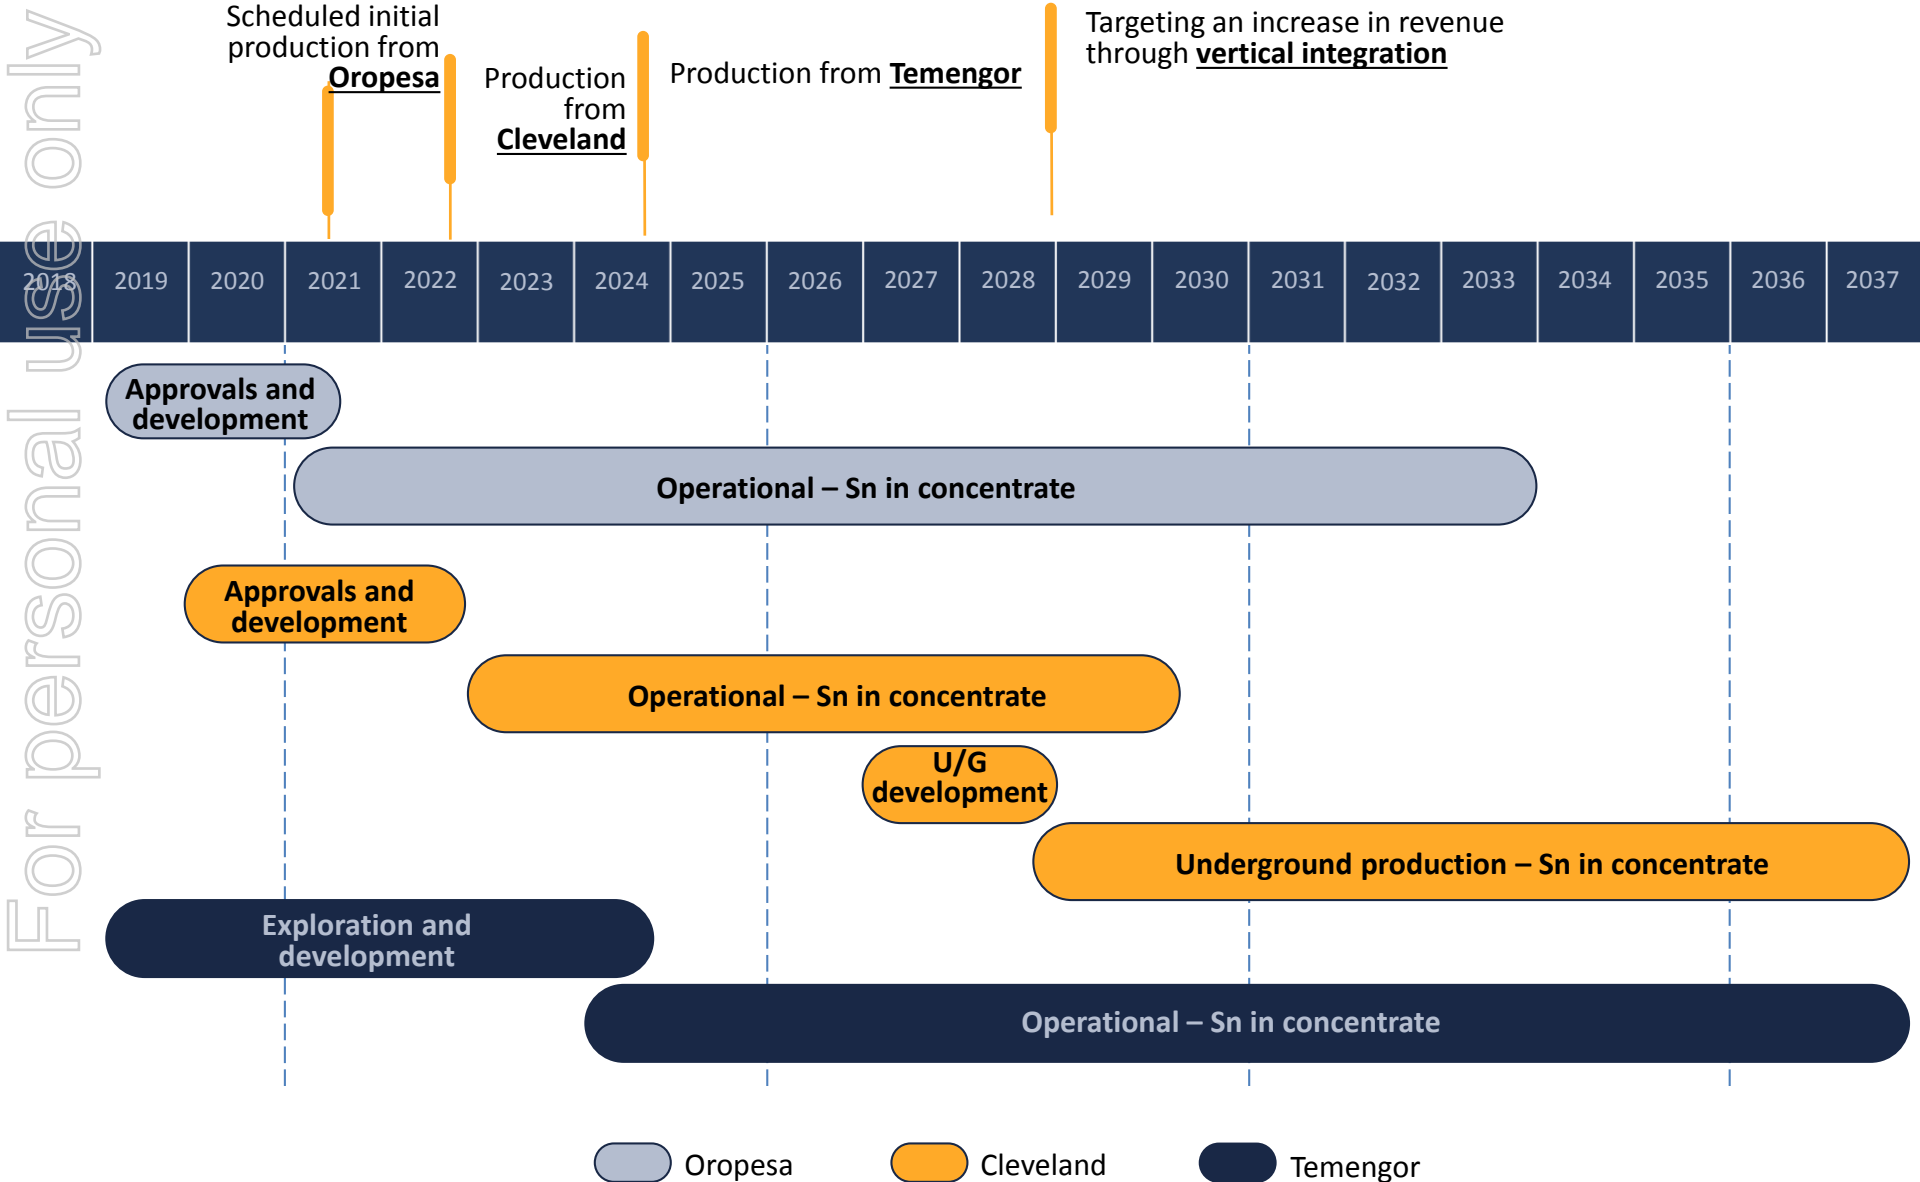 For personal use only
Scheduled initial
production from
Oropesa
Production
from
Cleveland
Production from Temengor
Targeting an increase in revenue
through vertical integration
2018 2019 2020 2021 2022 2023 2024 2025 2026 2027 2028 2029 2030 2031 2032 2033 2034 2035 2036 2037
Approvals and
development
Operational – Sn in concentrate
Approvals and
development
Operational – Sn in concentrate
U/G
development
Underground production – Sn in concentrate
Exploration and
development
Operational – Sn in concentrate
Oropesa
Cleveland
Temengor